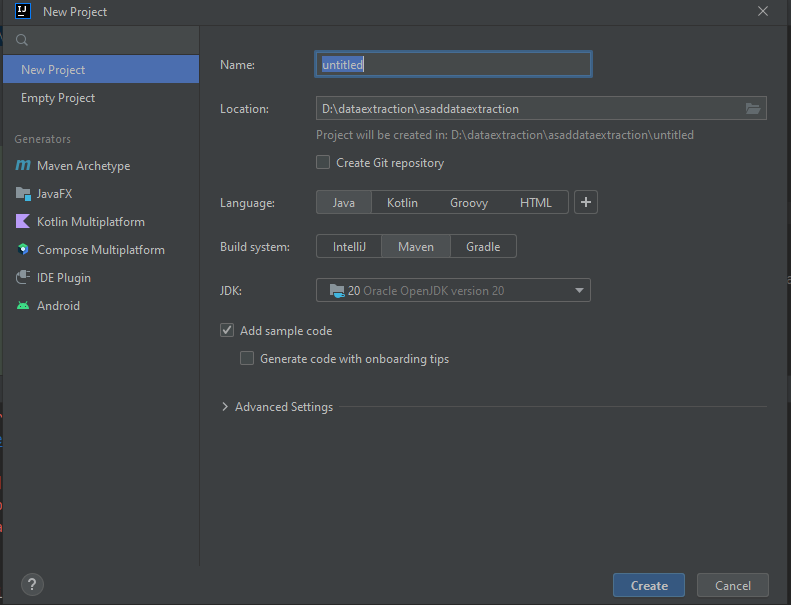 IJ New Project
New Project
Empty Project
Generators
Maven Archetype
JavaFX
Kotlin Multiplatform
Compose Multiplatform
IDE Plugin
Android
Name: untitled
Location: D:\dataextraction\asaddataextraction
Project will be created in: D:\dataextraction\asaddataextraction\untitled
Create Git repository
Language: Java Kotlin Groovy HTML +
Build system: IntelliJ Maven Gradle
JDK: 20 Oracle OpenJDK version 20
Add sample code
Generate code with onboarding tips
Advanced Settings
? Create Cancel